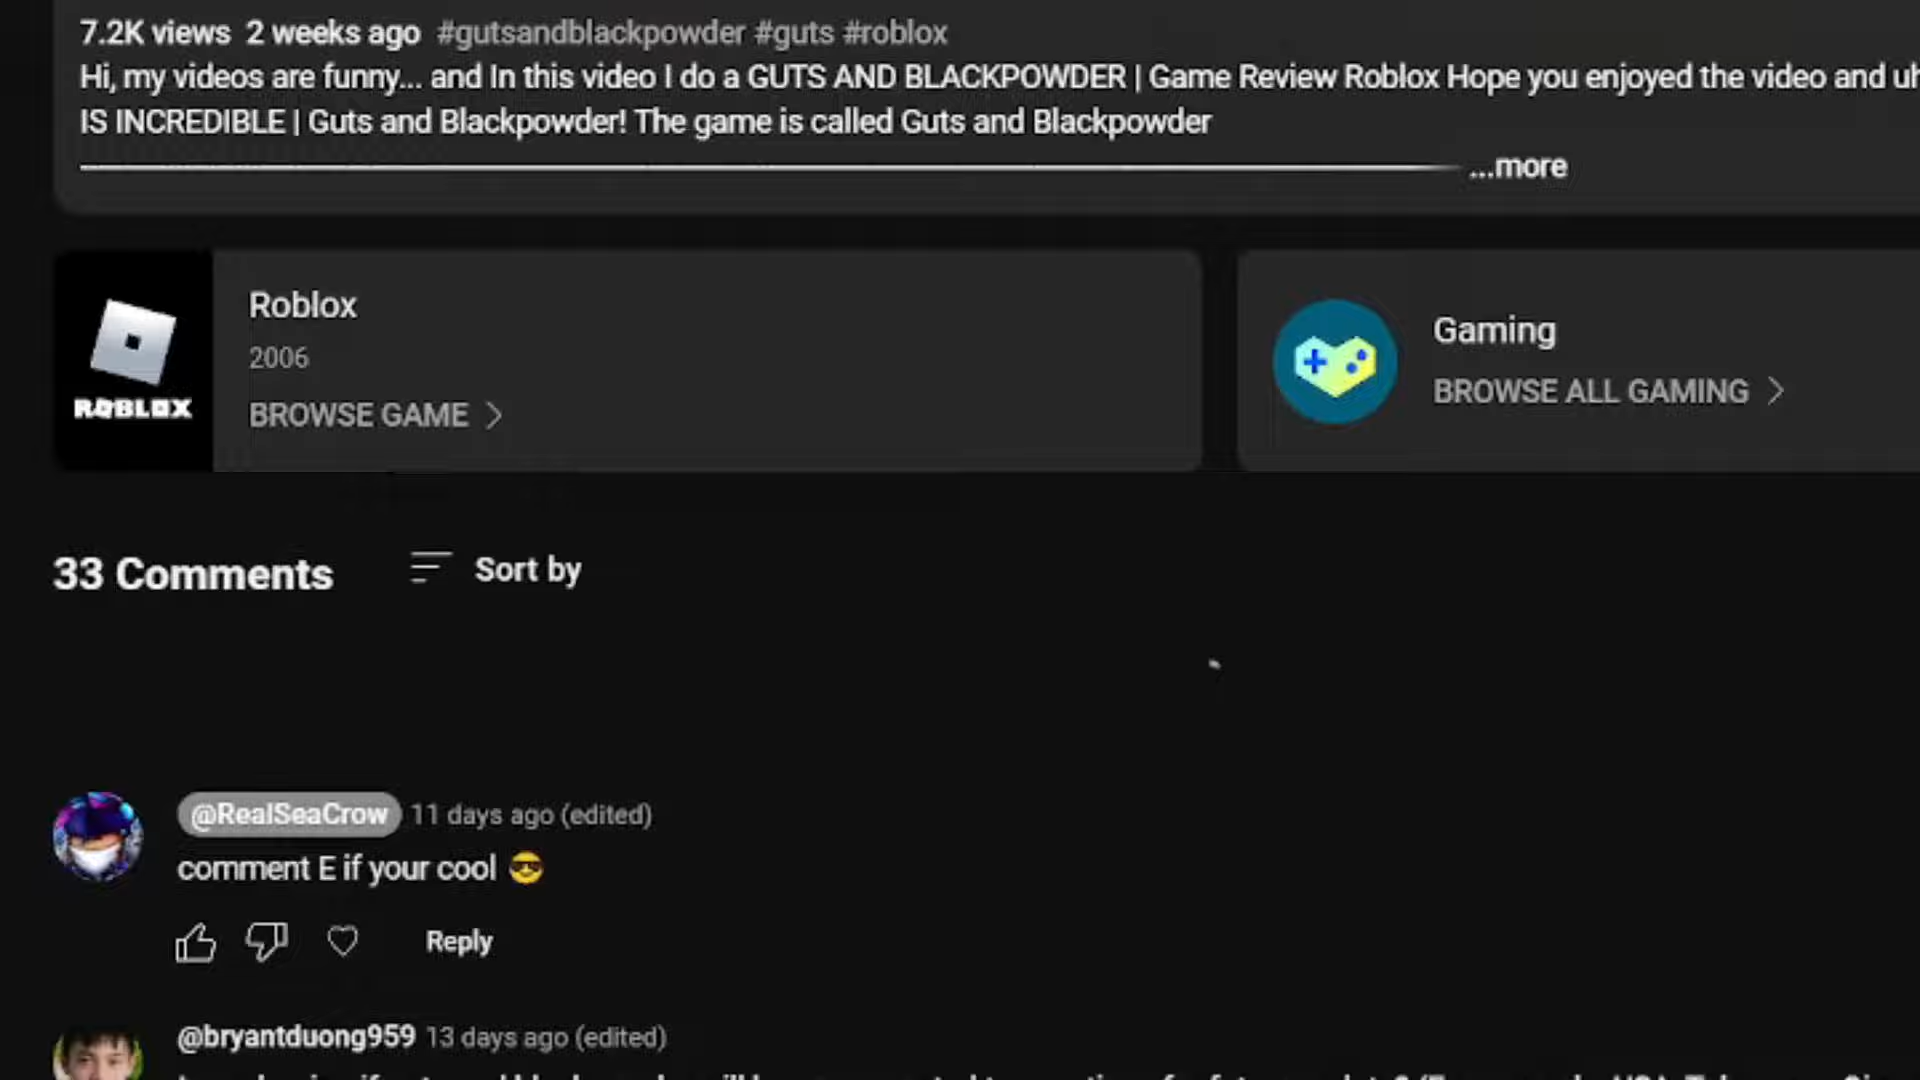 7.2K views 2 weeks ago #gutsandblackpowder #guts #roblox
Hi, my videos are funny... and In this video I do a GUTS AND BLACKPOWDER | Game Review Roblox Hope you enjoyed the video and uh
IS INCREDIBLE | Guts and Blackpowder! The game is called Guts and Blackpowder
...more
ROBLOX
Roblox
2006
BROWSE GAME
Gaming
BROWSE ALL GAMING
33 Comments
Sort by
@RealSeaCrow 11 days ago (edited)
comment E if your cool 😎
Reply
@bryantduong959 13 days ago (edited)